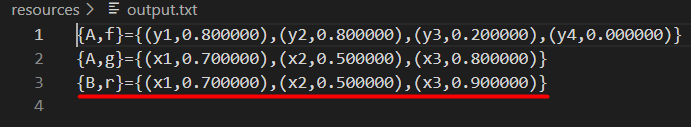 resources > output.txt
1 {A,f}={(y1,0.800000),(y2,0.800000),(y3,0.200000),(y4,0.000000)}
2 {A,g}={(x1,0.700000),(x2,0.500000),(x3,0.800000)}
3 {B,r}={(x1,0.700000),(x2,0.500000),(x3,0.900000)}
4